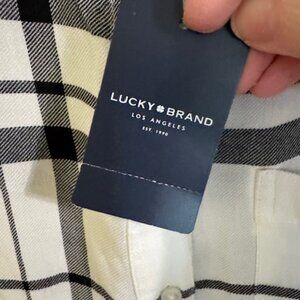 LUCKY BRAND
LOS ANGELES
EST. 1990